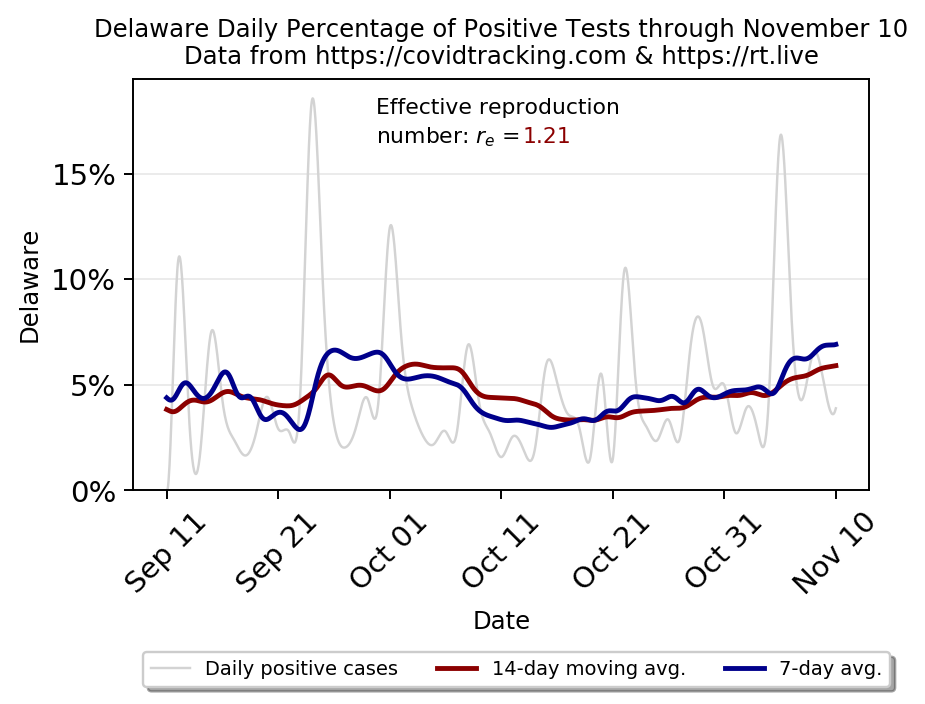 Delaware Daily Percentage of Positive Tests through November 10
Data from https://covidtracking.com & https://rt.live
Effective reproduction
number: rₑ =1.21
15%
10%
5%
0%
Delaware
Sep 11
Sep 21
Oct 01
Oct 11
Oct 21
Oct 31
Nov 10
Date
Daily positive cases
14-day moving avg.
7-day avg.